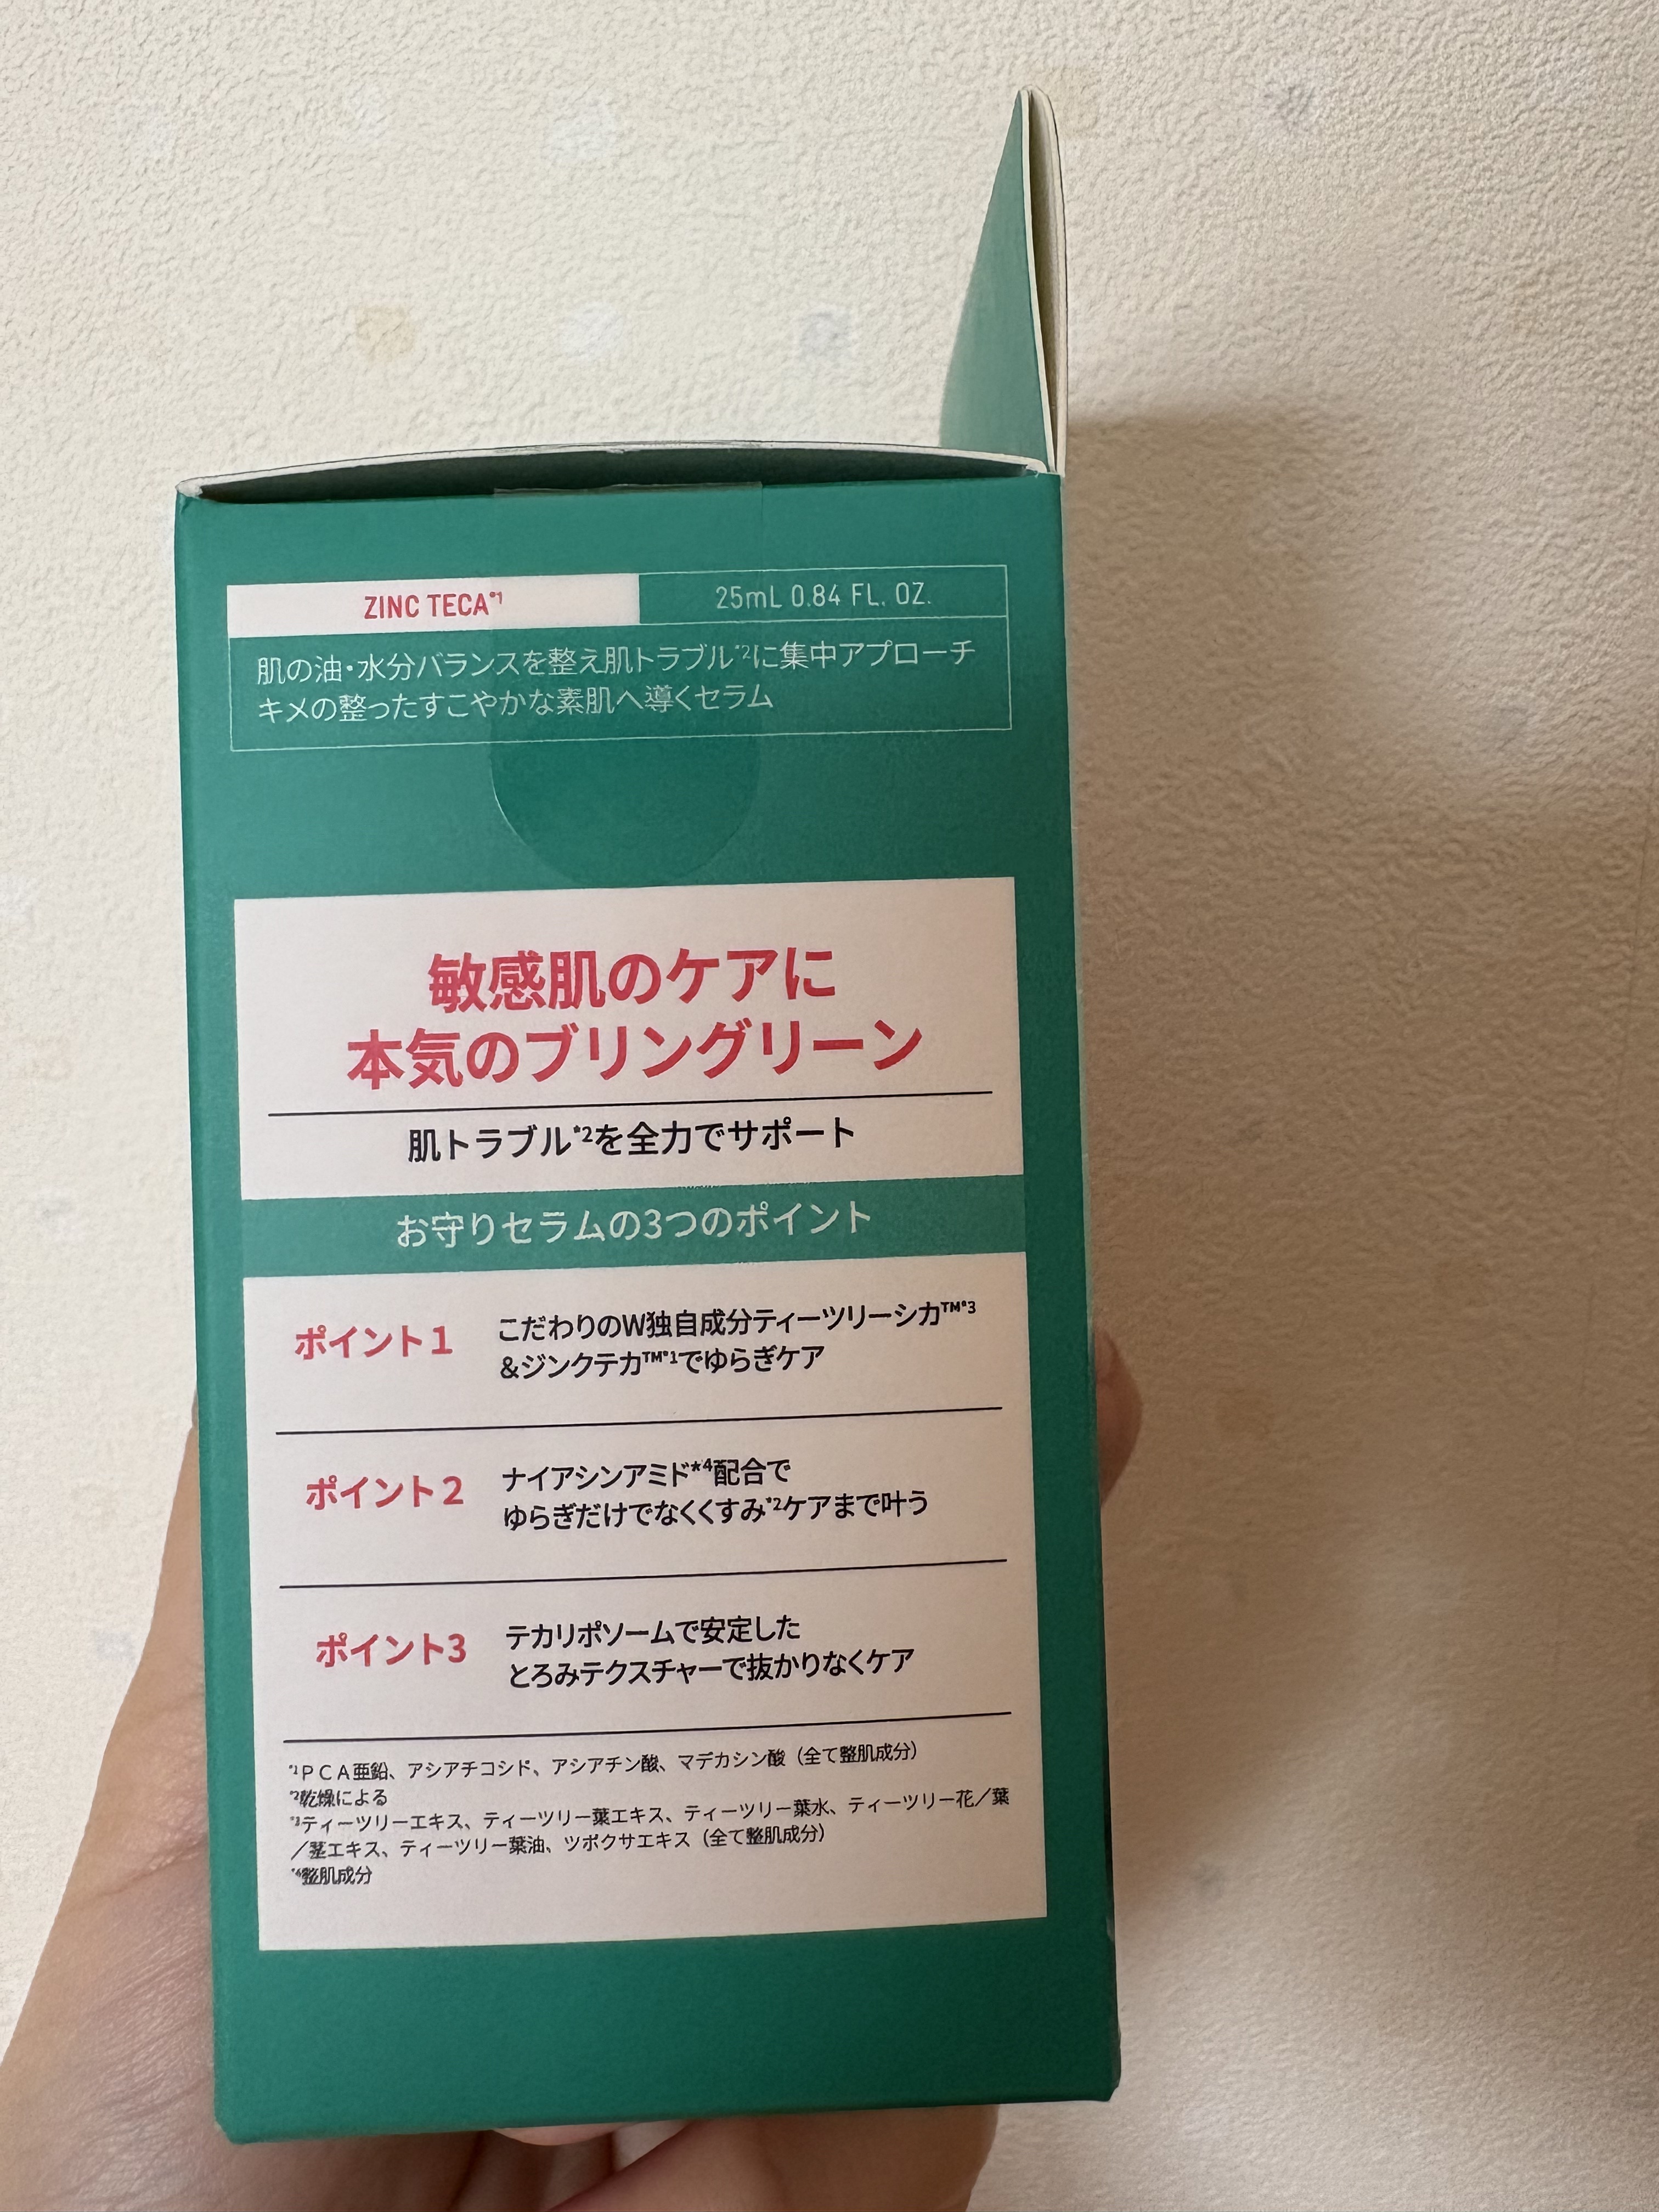 ZINC TECA*1
25mL 0.84 FL. OZ.
肌の油・水分バランスを整え肌トラブル*2に集中アプローチ
キメの整ったすこやかな素肌へ導くセラム
敏感肌のケアに
本気のブリングリーン
肌トラブル*2を全力でサポート
お守りセラムの3つのポイント
ポイント1
こだわりのW独自成分ティーツリーシカ™*3
&ジンクテカ™*1でゆらぎケア
ポイント2
ナイアシンアミド*4配合で
ゆらぎだけでなくくすみ*2ケアまで叶う
ポイント3
テカリポソームで安定した
とろみテクスチャーで抜かりなくケア
*1ＰＣＡ亜鉛、アシアチコシド、アシアチン酸、マデカシン酸（全て整肌成分）
*2乾燥による
*3ティーツリーエキス、ティーツリー葉エキス、ティーツリー葉水、ティーツリー花／葉
／茎エキス、ティーツリー葉油、ツボクサエキス（全て整肌成分）
*4整肌成分